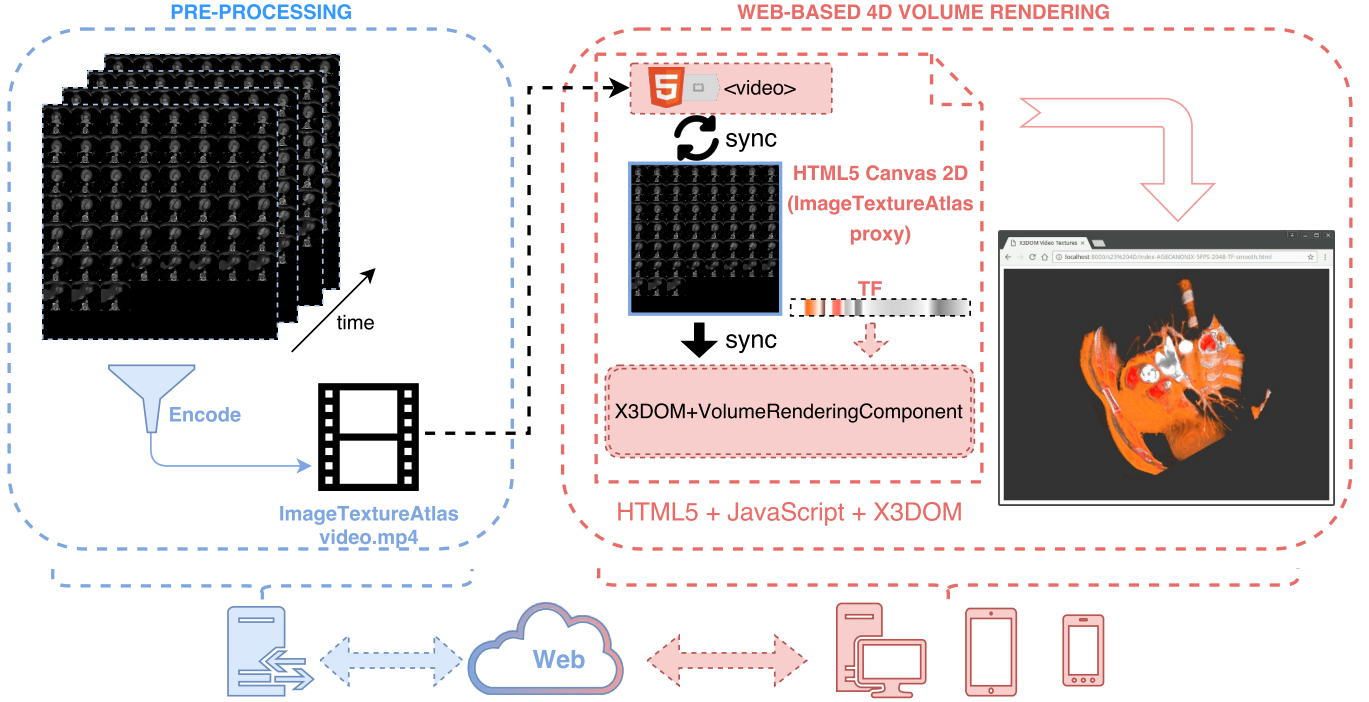 PRE-PROCESSING
WEB-BASED 4D VOLUME RENDERING
5
<video>
sync
HTML5 Canvas 2D
(ImageTextureAtlas
proxy)
TF
sync
X3DOM+VolumeRenderingComponent
time
Encode
ImageTextureAtlas
video.mp4
HTML5 + JavaScript + X3DOM
X3DOM Video Textures
Web